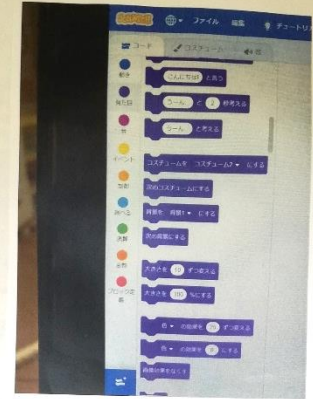 SCRATCH
ファイル 編集 チュートリ
コード コスチューム 音
動き
見た目
音
イベント
制御
調べる
演算
変数
ブロック定義
こんにちは! と言う
うーん と 2 秒考える
うーん と考える
コスチュームを コスチューム2 にする
次のコスチュームにする
背景を 背景1 にする
次の背景にする
大きさを 10 ずつ変える
大きさを 100 %にする
色 の効果を 25 ずつ変える
色 の効果を 0 にする
画像効果をなくす